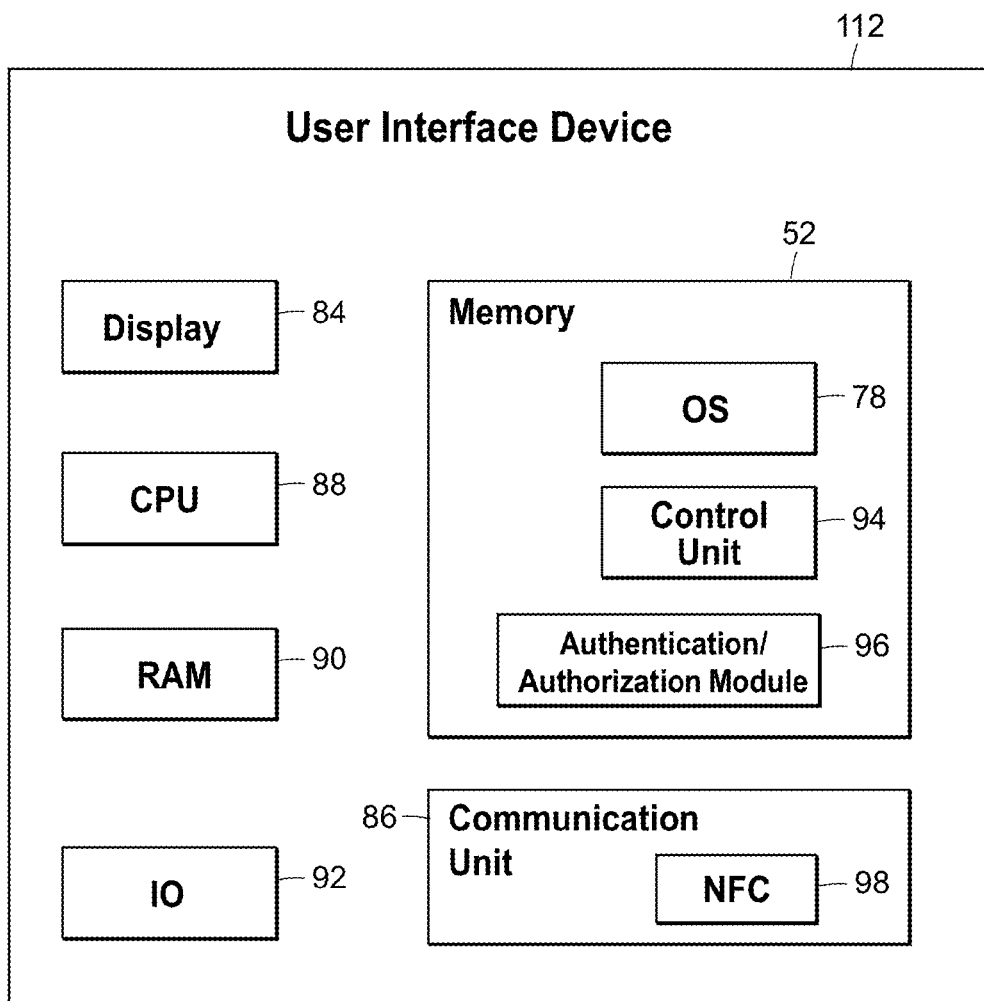 112
User Interface Device
52
Display
84
Memory
OS
78
CPU
88
Control
Unit
94
Authentication/
Authorization Module
96
RAM
90
86
Communication
Unit
NFC
98
IO
92